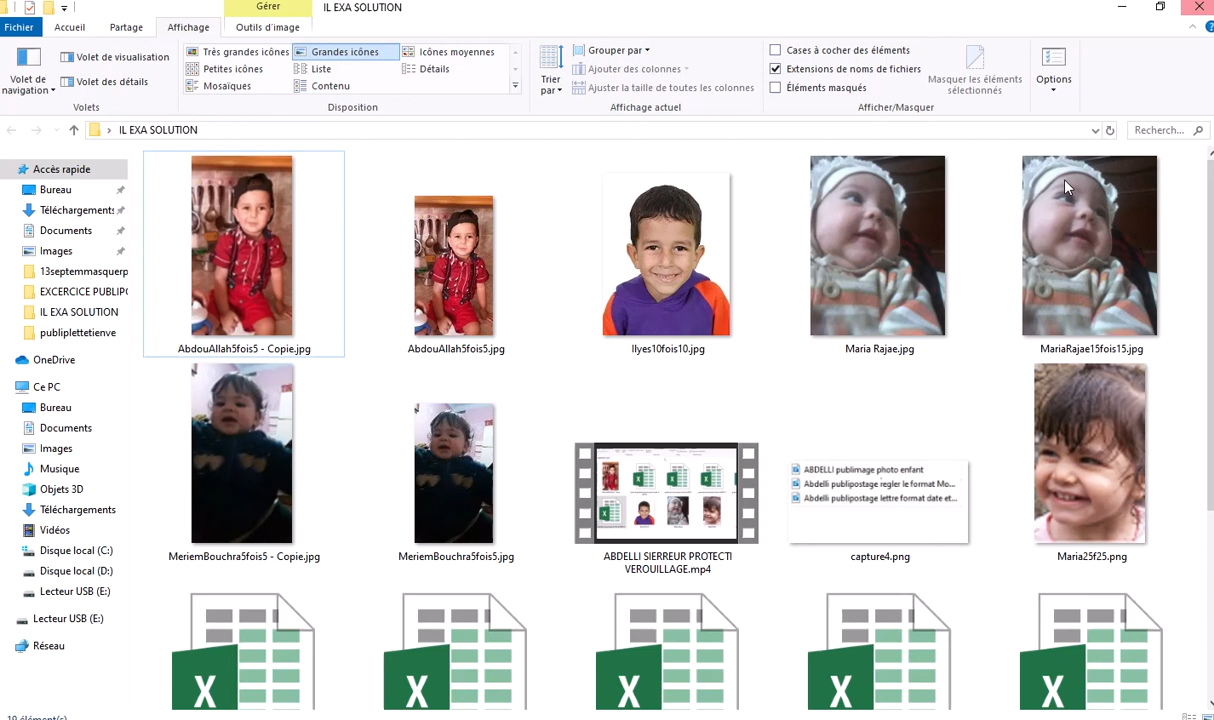 Gérer
IL EXA SOLUTION
Fichier
Accueil
Partage
Affichage
Outils d'image
Volet de navigation
Volet de visualisation
Volet des détails
Volets
Très grandes icônes
Grandes icônes
Icônes moyennes
Petites icônes
Liste
Détails
Mosaïques
Contenu
Disposition
Trier par
Grouper par
Ajouter des colonnes
Ajuster la taille de toutes les colonnes
Affichage actuel
Cases à cocher des éléments
Extensions de noms de fichiers
Éléments masqués
Masquer les éléments sélectionnés
Afficher/Masquer
Options
IL EXA SOLUTION
Recherch...
Accès rapide
Bureau
Téléchargements
Documents
Images
13septemmasquerp
EXCERCICE PUBLIPO
IL EXA SOLUTION
publiplettetienve
OneDrive
Ce PC
Bureau
Documents
Images
Musique
Objets 3D
Téléchargements
Vidéos
Disque local (C:)
Disque local (D:)
Lecteur USB (E:)
Lecteur USB (E:)
Réseau
AbdouAllah5fois5 - Copie.jpg
AbdouAllah5fois5.jpg
Ilyes10fois10.jpg
Maria Rajae.jpg
MariaRajae15fois15.jpg
MeriemBouchra5fois5 - Copie.jpg
MeriemBouchra5fois5.jpg
ABDELLI SIERREUR PROTECTI
VEROUILLAGE.mp4
ABDELLI publimage photo enfant
Abdelli publipostage regler le format Mo...
Abdelli publipostage lettre format date et...
capture4.png
Maria25f25.png
X
X
X
X
X
19 élément(s)